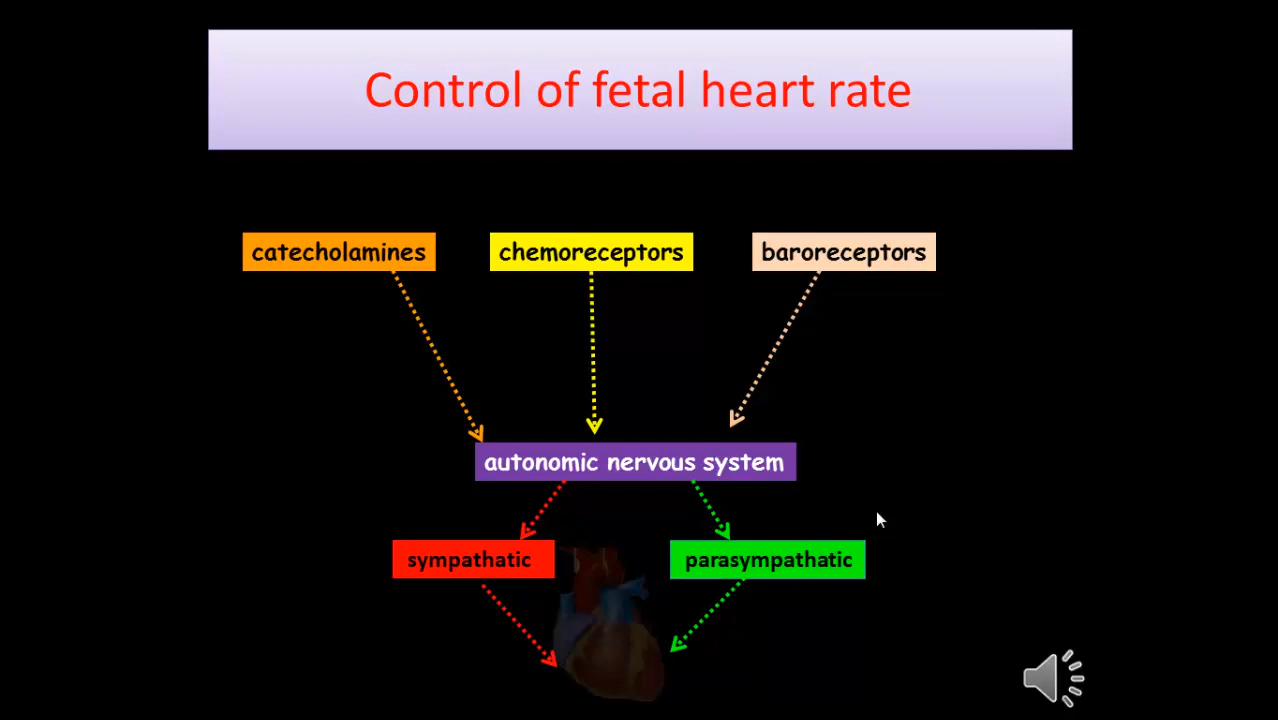 Control of fetal heart rate
catecholamines
chemoreceptors
baroreceptors
autonomic nervous system
sympathatic
parasympathatic